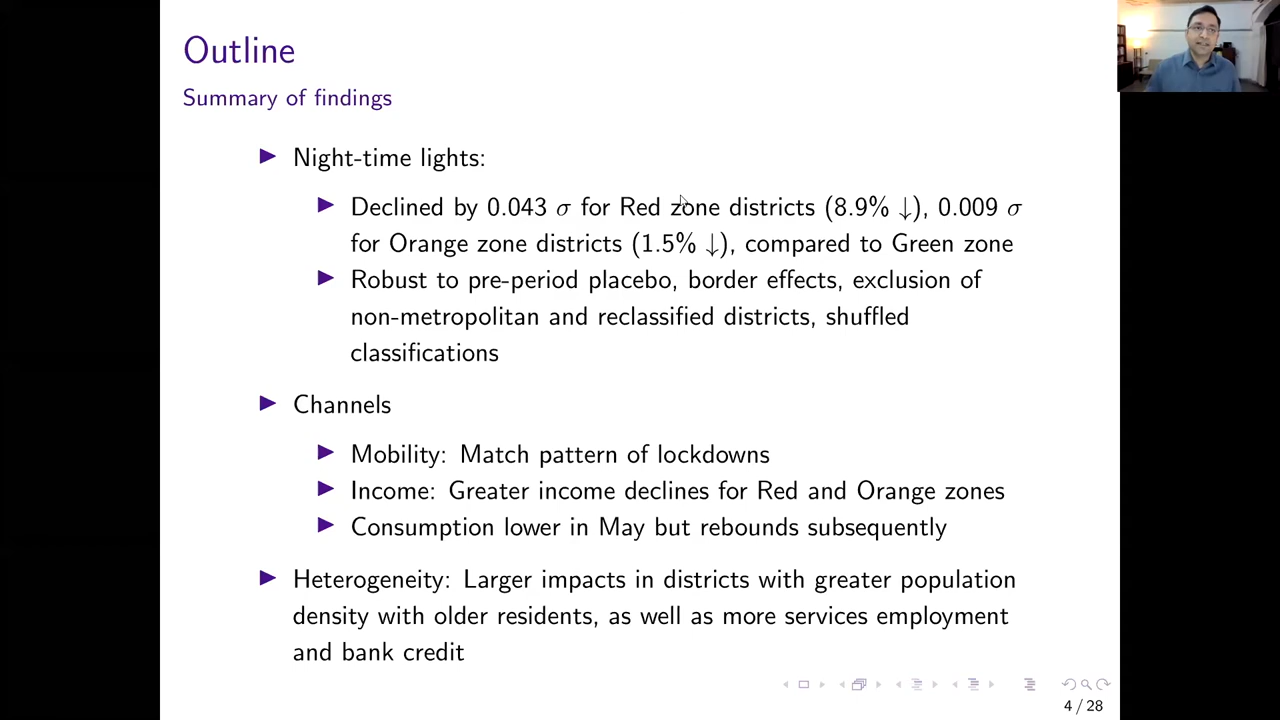 Outline
Summary of findings
Night-time lights:
Declined by 0.043 σ for Red zone districts (8.9% ↓), 0.009 σ
for Orange zone districts (1.5% ↓), compared to Green zone
Robust to pre-period placebo, border effects, exclusion of
non-metropolitan and reclassified districts, shuffled
classifications
Channels
Mobility: Match pattern of lockdowns
Income: Greater income declines for Red and Orange zones
Consumption lower in May but rebounds subsequently
Heterogeneity: Larger impacts in districts with greater population
density with older residents, as well as more services employment
and bank credit
4 / 28